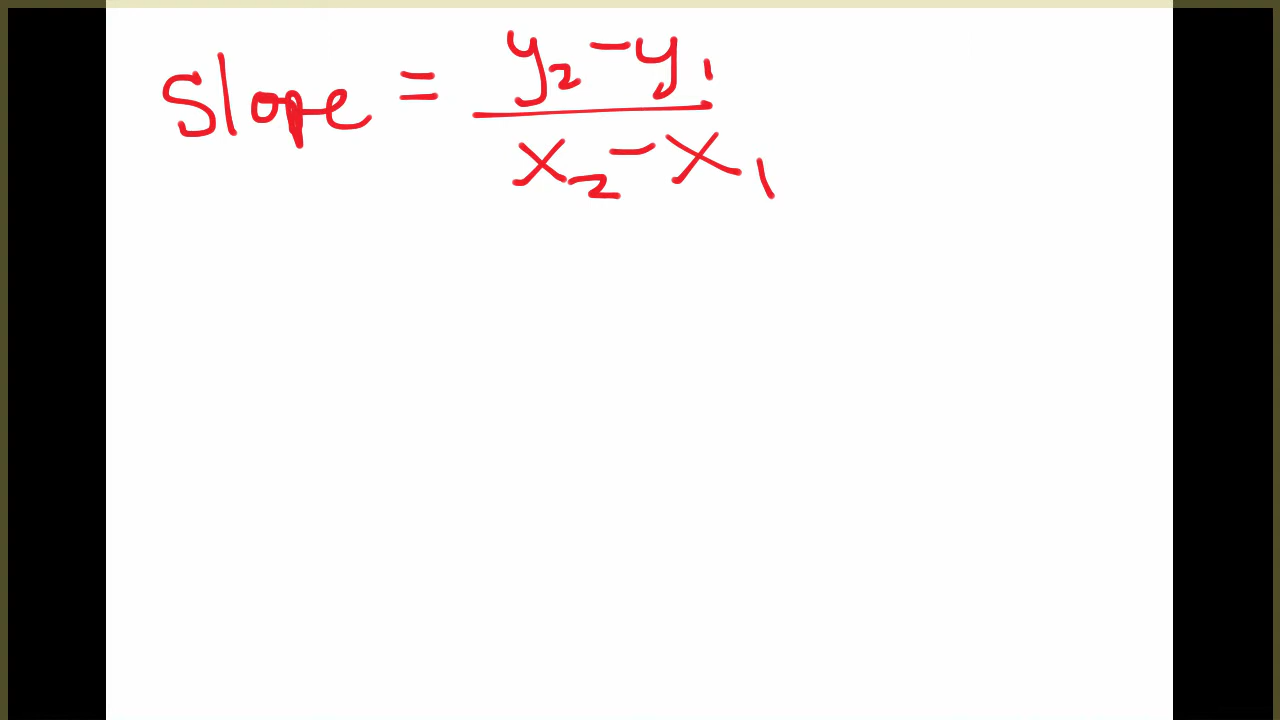 Slope = y₂ - y₁
x₂ - x₁